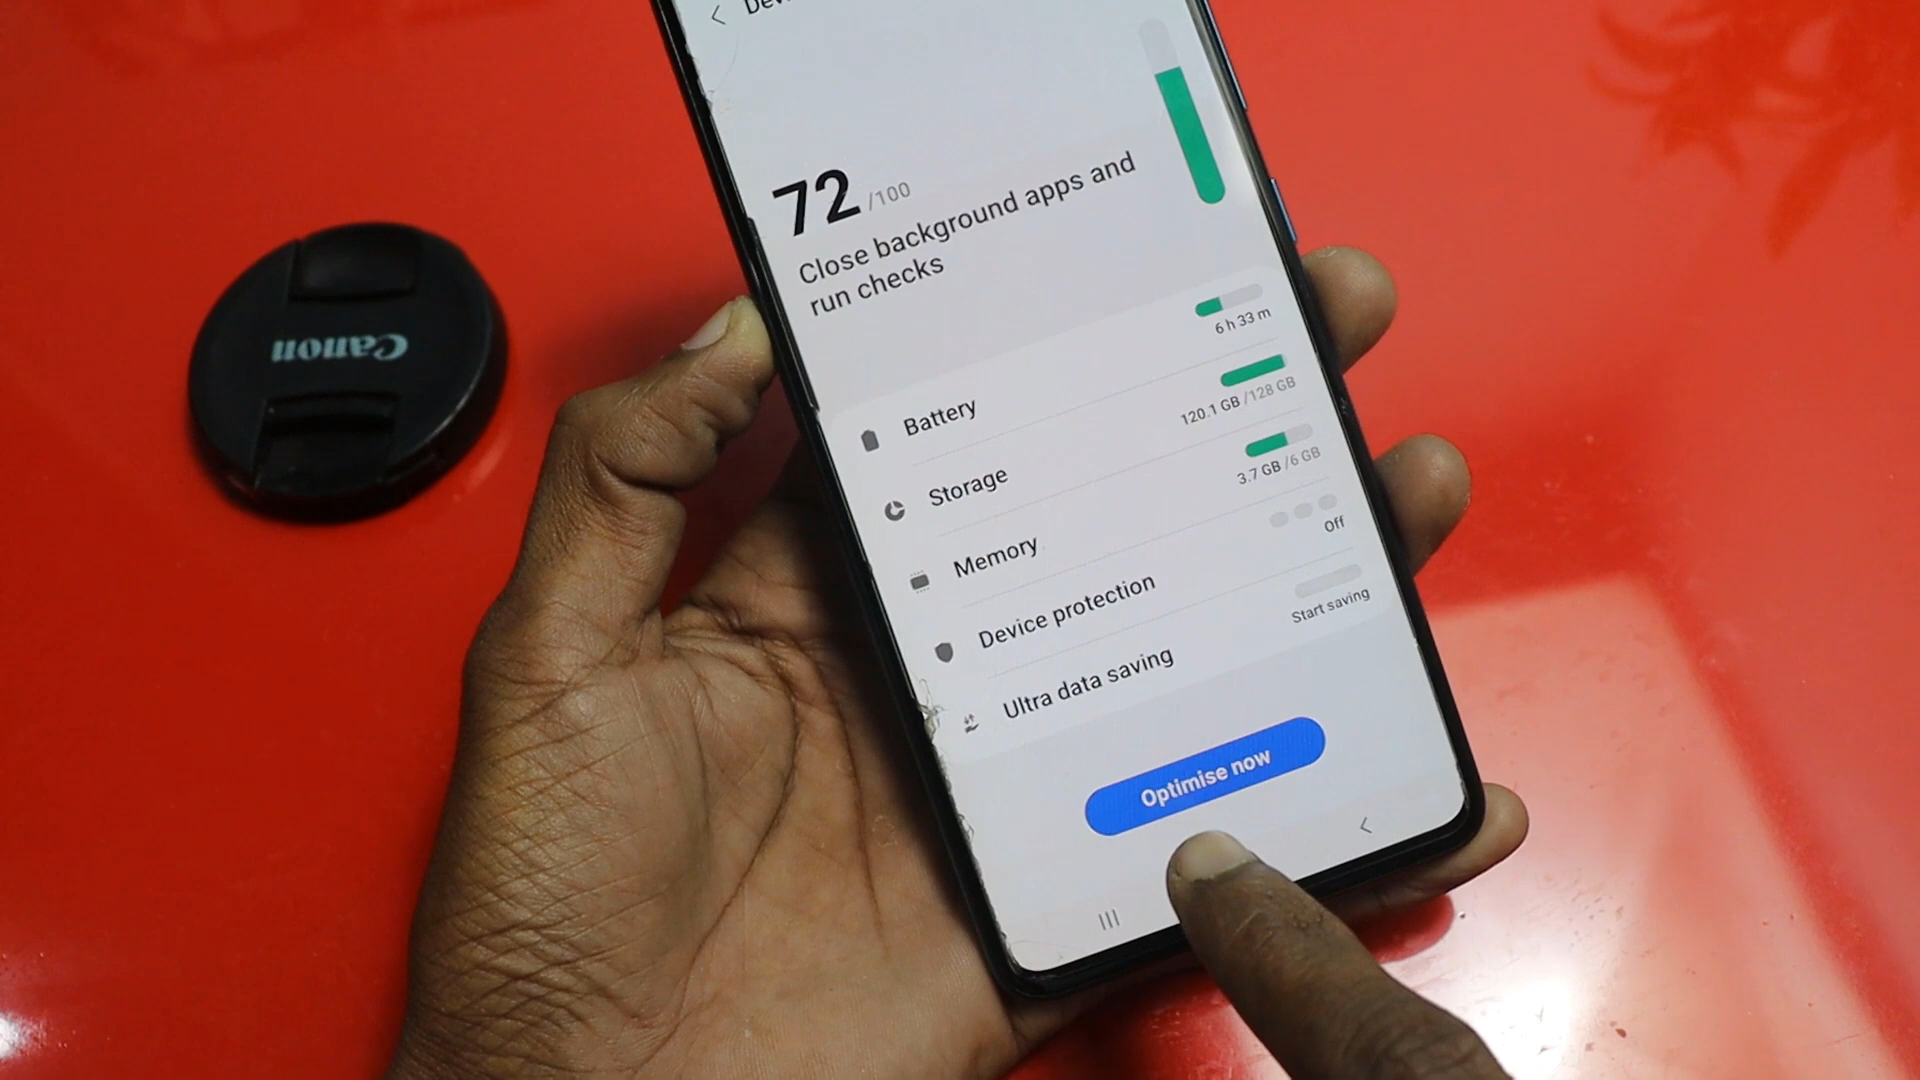 72 /100
Close background apps and
run checks
Battery
6 h 33 m
Storage
120.1 GB /128 GB
Memory
3.7 GB /6 GB
Device protection
Off
Ultra data saving
Start saving
Optimise now
Canon